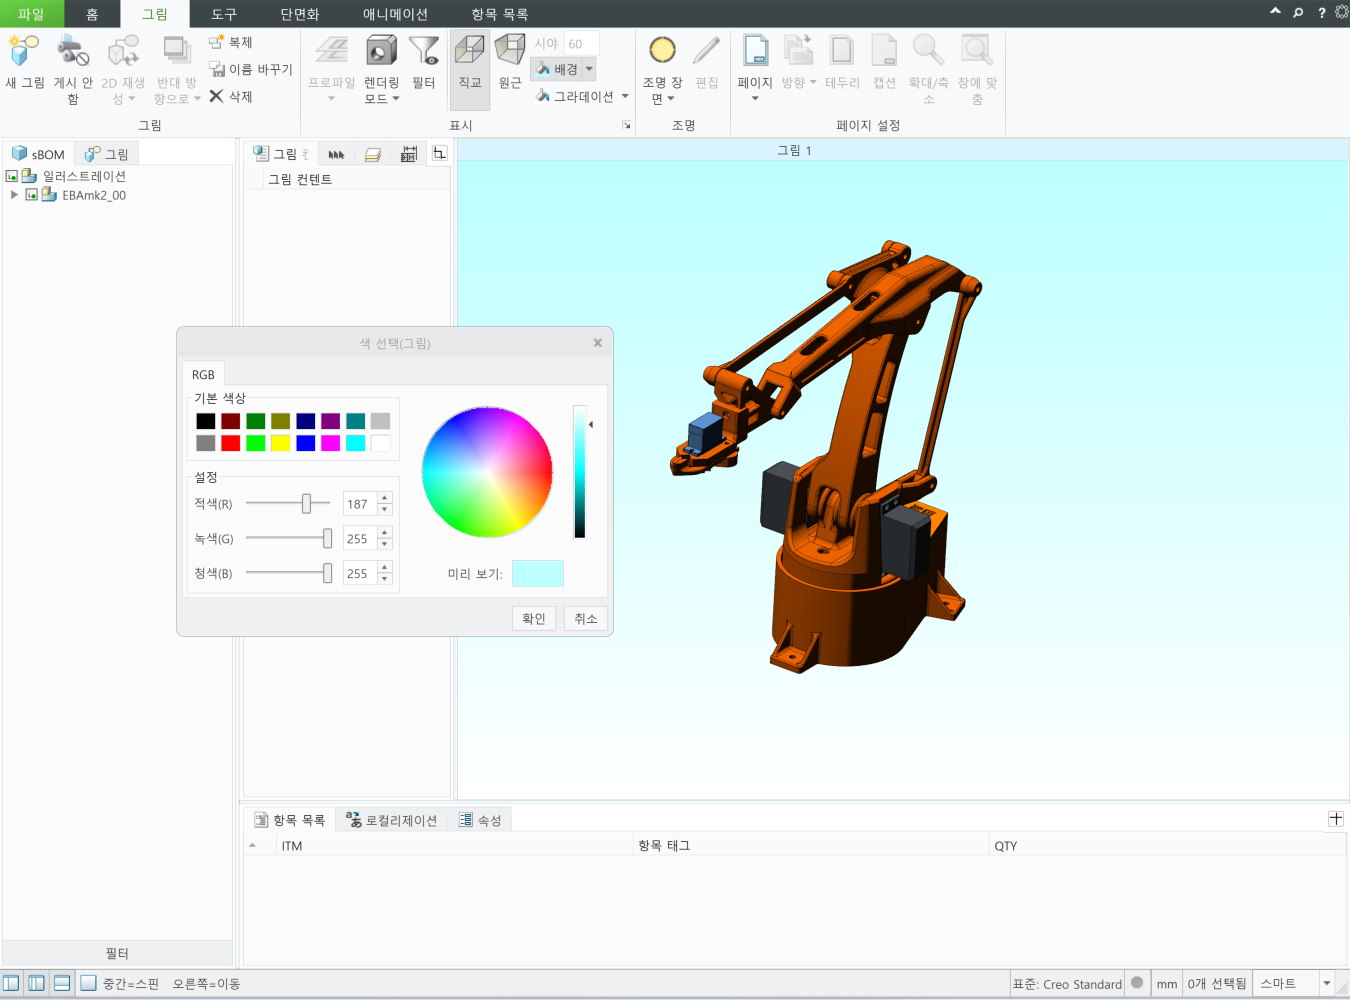 파일 홈 그림 도구 단면화 애니메이션 항목 목록
새 그림
게시 안 함
2D 재생성
반대 방향으로
복제
이름 바꾸기
삭제
그림
프로파일
렌더링 모드
필터
직교
원근
시야 60
배경
그라데이션
표시
조명 장면
편집
조명
페이지
방향
테두리
캡션
확대/축소
창에 맞춤
페이지 설정
sBOM 그림
일러스트레이션
EBAmk2_00
필터
그림
그림 컨텐트
그림 1
색 선택(그림)
RGB
기본 색상
설정
적색(R) 187
녹색(G) 255
청색(B) 255
미리 보기:
확인 취소
항목 목록 로컬리제이션 속성
ITM 항목 태그 QTY
중간=스핀 오른쪽=이동
표준: Creo Standard mm 0개 선택됨 스마트